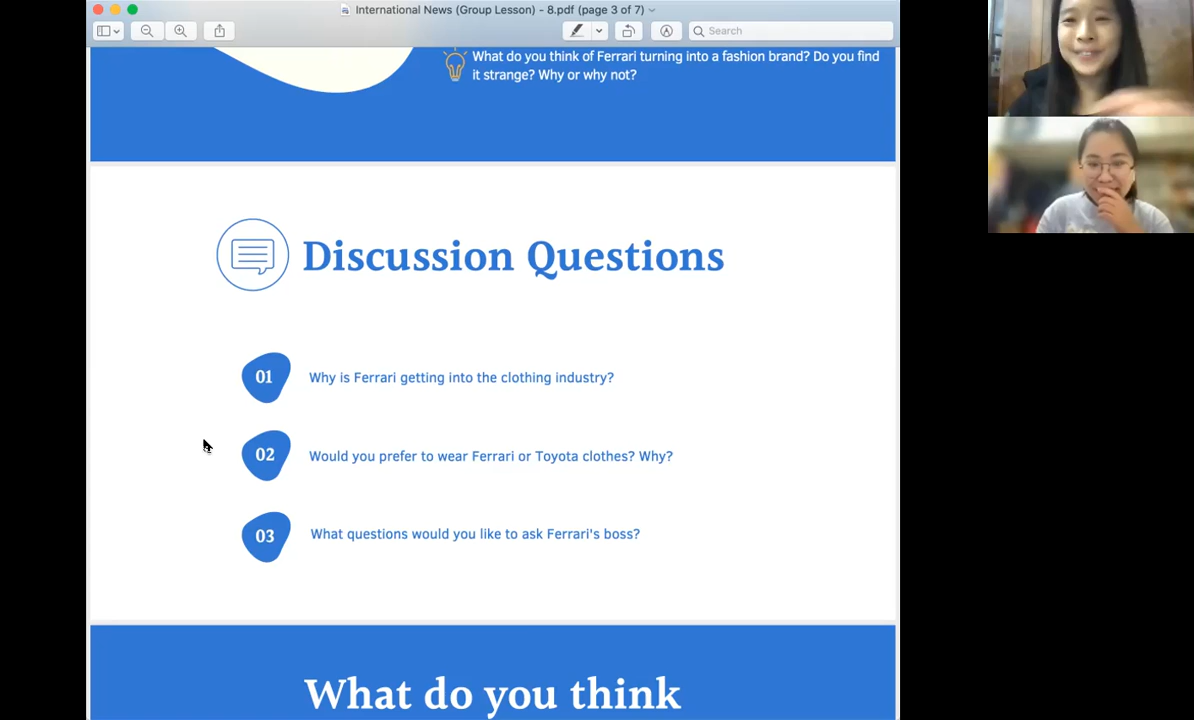 International News (Group Lesson) - 8.pdf (page 3 of 7)
Search
What do you think of Ferrari turning into a fashion brand? Do you find
it strange? Why or why not?
Discussion Questions
01 Why is Ferrari getting into the clothing industry?
02 Would you prefer to wear Ferrari or Toyota clothes? Why?
03 What questions would you like to ask Ferrari's boss?
What do you think